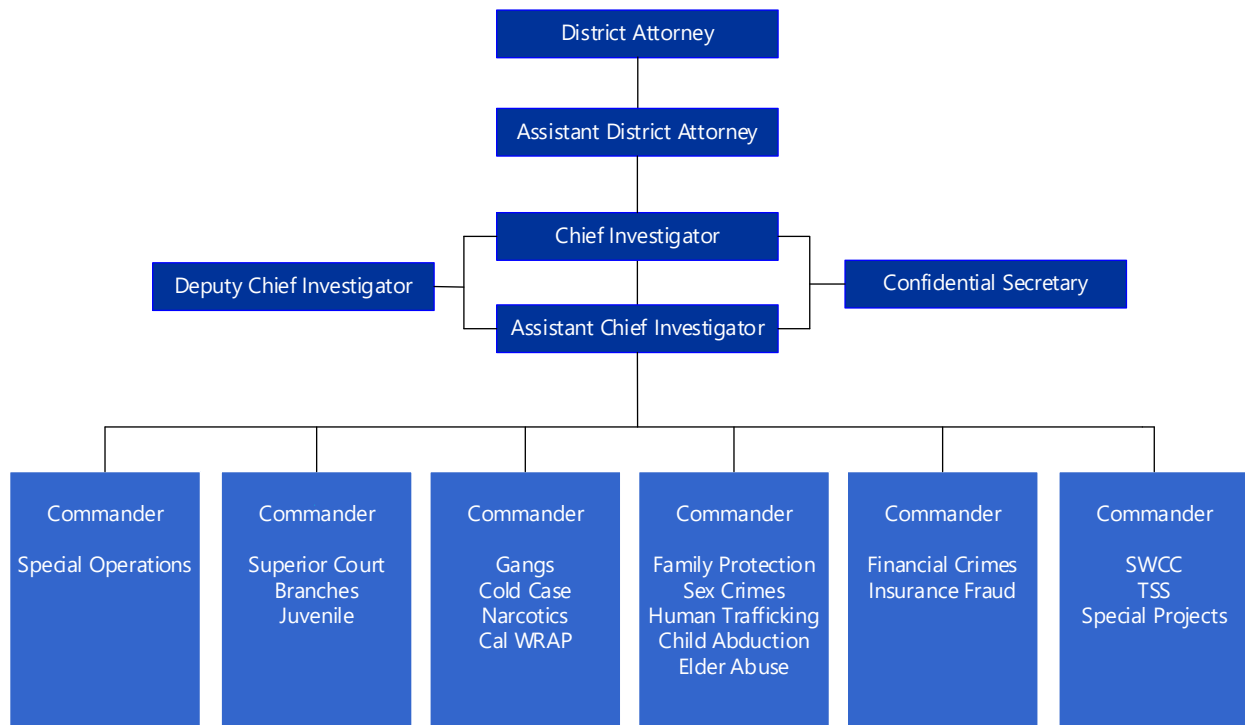 District Attorney
Assistant District Attorney
Chief Investigator
Deputy Chief Investigator
Confidential Secretary
Assistant Chief Investigator
Commander
Special Operations
Commander
Superior Court
Branches
Juvenile
Commander
Gangs
Cold Case
Narcotics
Cal WRAP
Commander
Family Protection
Sex Crimes
Human Trafficking
Child Abduction
Elder Abuse
Commander
Financial Crimes
Insurance Fraud
Commander
SWCC
TSS
Special Projects